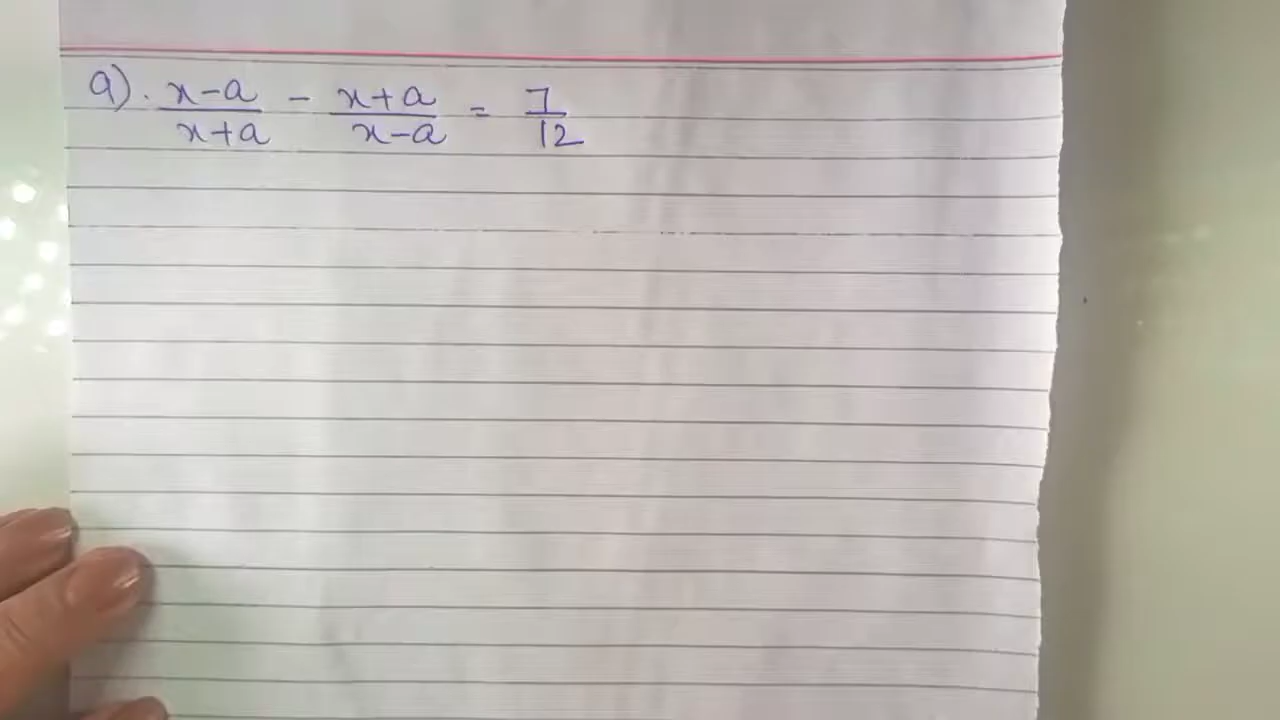 a). x-a/x+a - x+a/x-a = 7/12